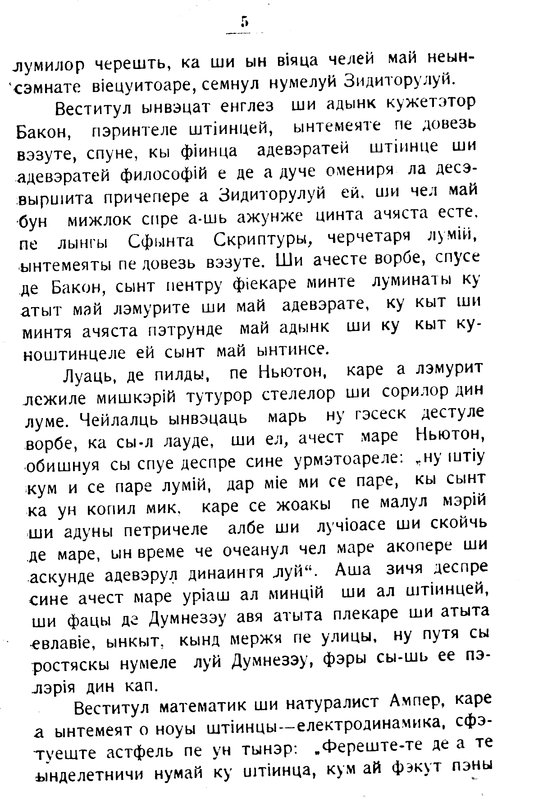 5
лумилор черешть, ка ши ын віяца челей май неын-
сэмнате віецуитоаре, семнул нумелуй Зидиторулуй.
Веститул ынвэцат енглез ши адынк кужетэтор
Бакон, пэринтеле штіинцей, ынтемеяте пе довезь
вэзуте, спуне, кы фіинца адевэратей штіинце ши
адевэратей философій е де а дуче омениря ла десэ-
выршита причепере а Зидиторулуй ей, ши чел май
бун мижлок спре а-шь ажунже цинта ачяста есте,
пе лынгы Сфынта Скриптуры, черчетаря лумій,
ынтемеяты пе довезь вэзуте. Ши ачесте ворбе, спусе
де Бакон, сынт пентру фіекаре минте луминаты ку
атыт май лэмурите ши май адевэрате, ку кыт ши
минтя ачяста пэтрунде май адынк ши ку кыт ку-
ноштинцеле ей сынт май ынтинсе.
Луаць, де пилды, пе Ньютон, каре а лэмурит
лєжиле мишкэрій тутурор стелелор ши сорилор дин
луме. Чейлалць ынвэцаць марь ну гэсеск дестуле
ворбе, ка сы-л лауде, ши ел, ачест маре Ньютон,
обишнуя сы спуе деспре сине урмэтоареле: „ну штіу
кум и се паре лумій, дар міе ми се паре, кы сынт
ка ун копил мик, каре се жоакы пе малул мэрій
ши адуны петричеле албе ши лучіоасе ши скойчь
де маре, ын време че очеанул чел маре акопере ши
аскунде адевэрул динаингя луй“. Аша зичя деспре
сине ачест маре уріаш ал минцій ши ал штіинцей,
ши фацы де Думнезэу авя атыта плекаре ши атыта
евлавіе, ынкыт, кынд мержя пе улицы, ну путя сы
ростяскы нумеле луй Думнезэу, фэры сы-шь ее пэ-
лэрія дин кап.
Веститул математик ши натуралист Ампер, каре
а ынтемеят о ноуы штіинцы—електродинамика, сфэ-
туеште астфель пе ун тынэр: „Фереште-те де а те
ынделетничи нумай ку штіинца, кум ай фэкут пэны